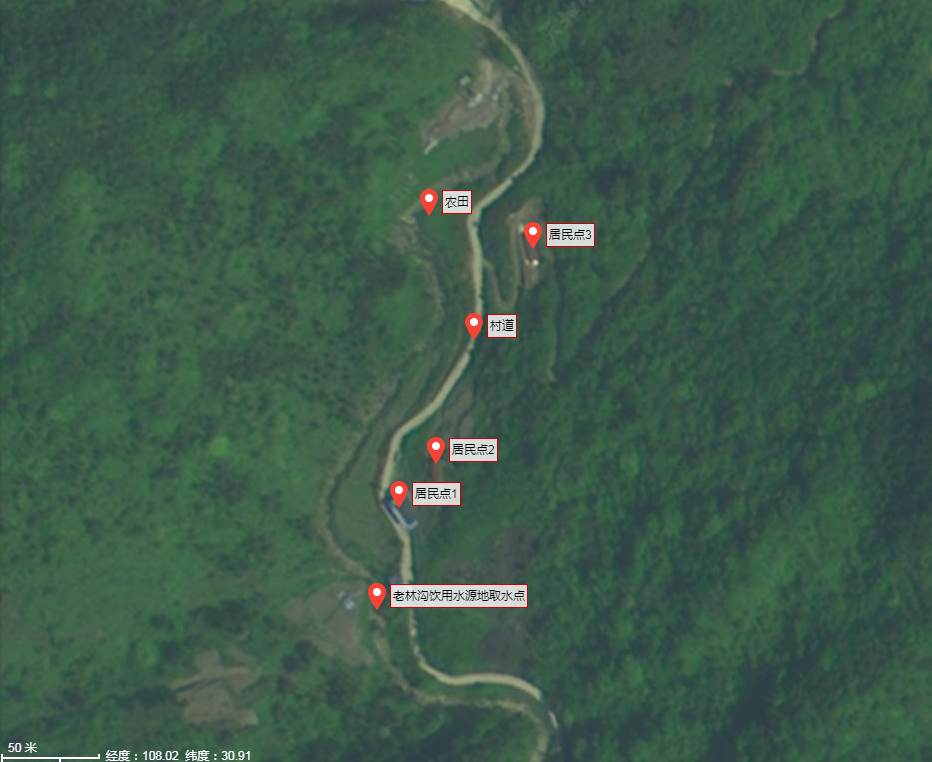 农田
居民点3
村道
居民点2
居民点1
老林沟饮用水源地取水点
50 米
经度：108.02 纬度：30.91